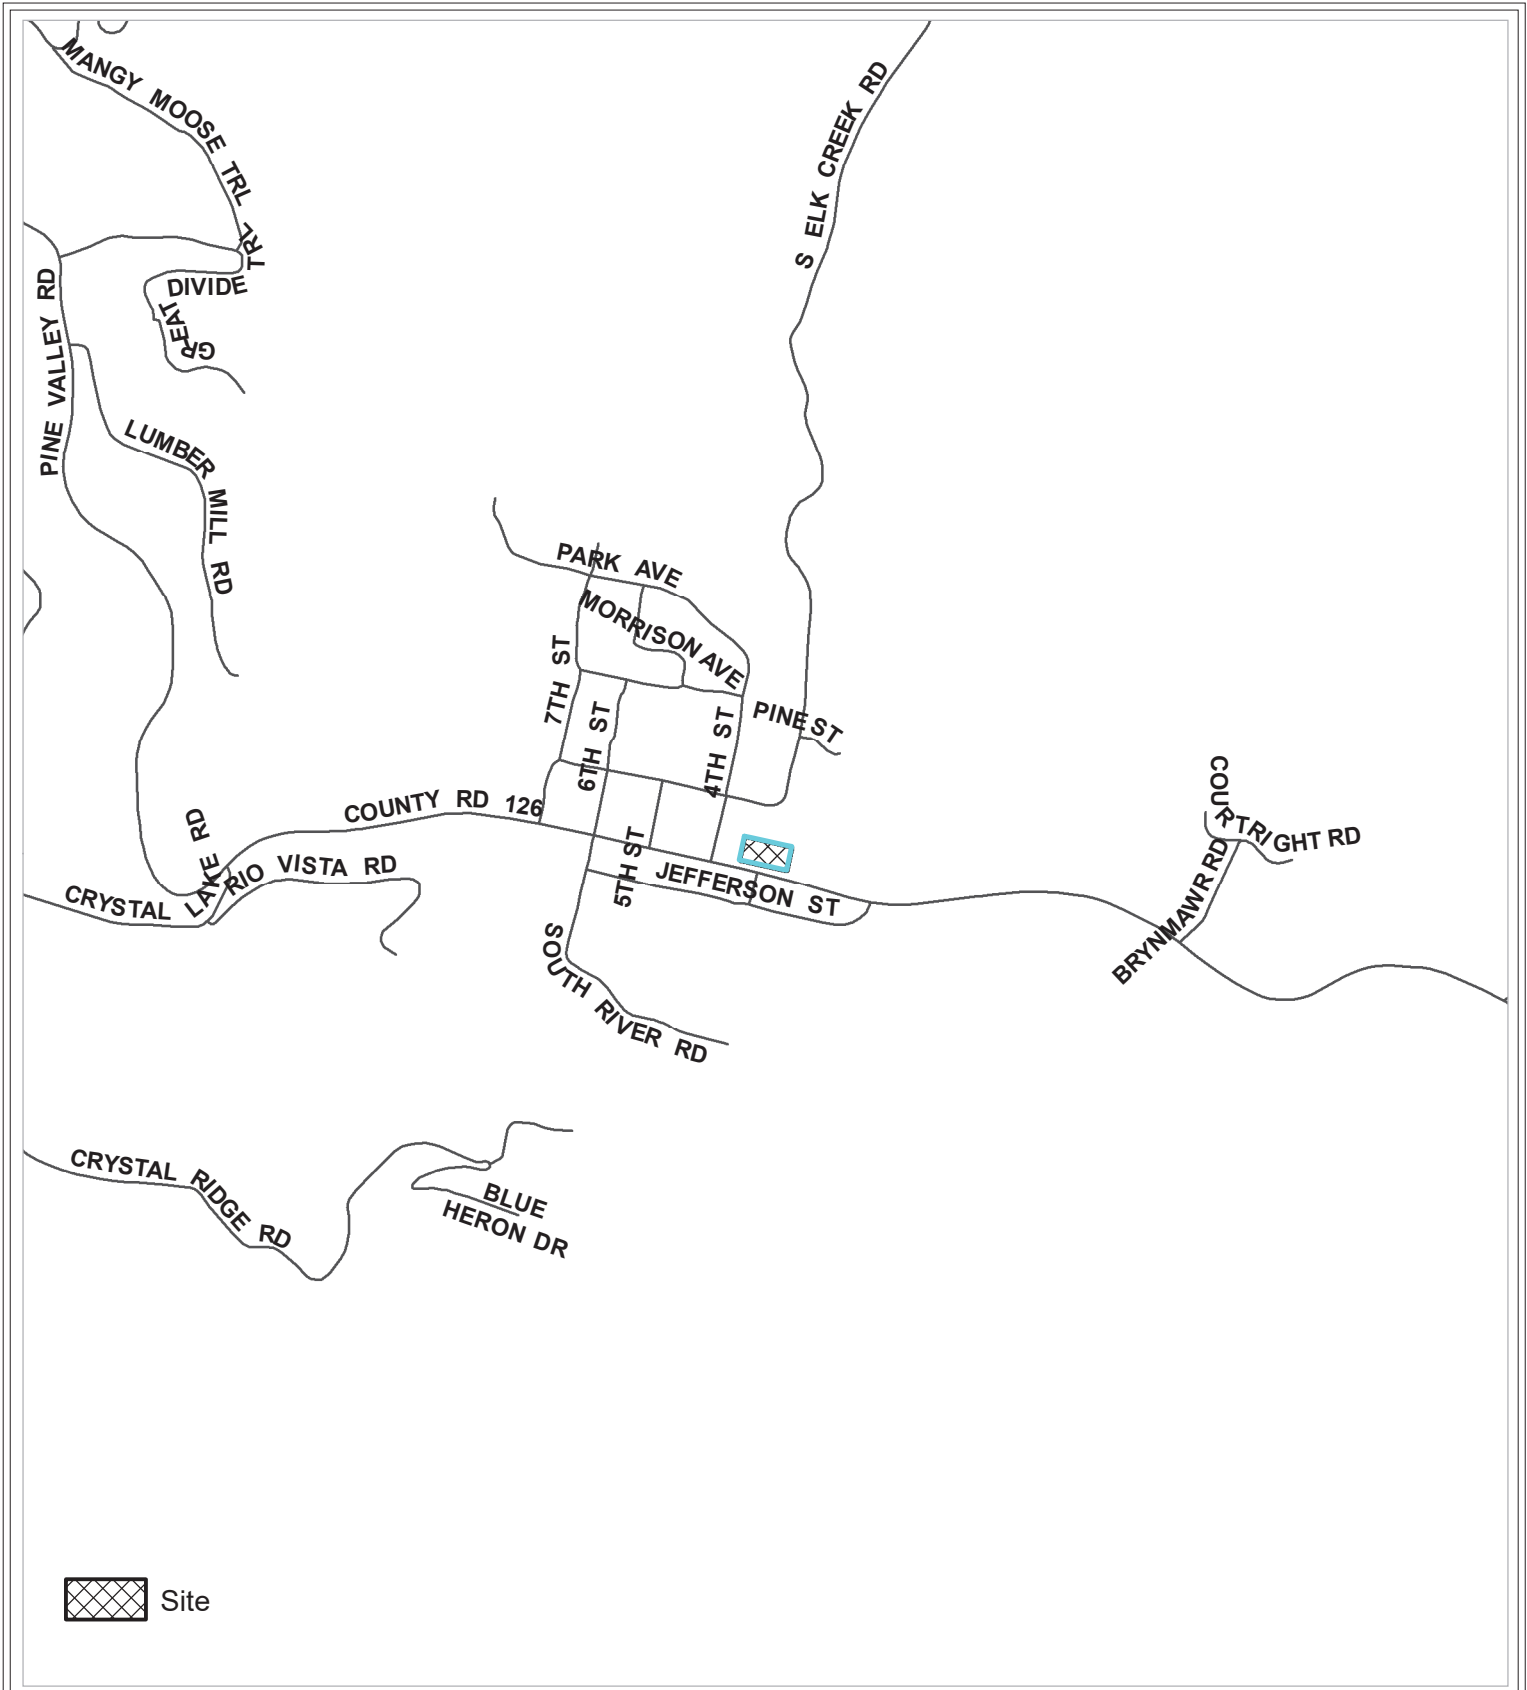 MANGY MOOSE TRL
S ELK CREEK RD
GREAT DIVIDE TRL
PINE VALLEY RD
LUMBER MILL RD
PARK AVE
MORRISON AVE
7TH ST
6TH ST
4TH ST
PINE ST
COUNTY RD 126
COURTRIGHT RD
BRYNMAWR RD
5TH ST
JEFFERSON ST
RIO VISTA RD
CRYSTAL LAKE RD
SOUTH RIVER RD
CRYSTAL RIDGE RD
BLUE
HERON DR
Site